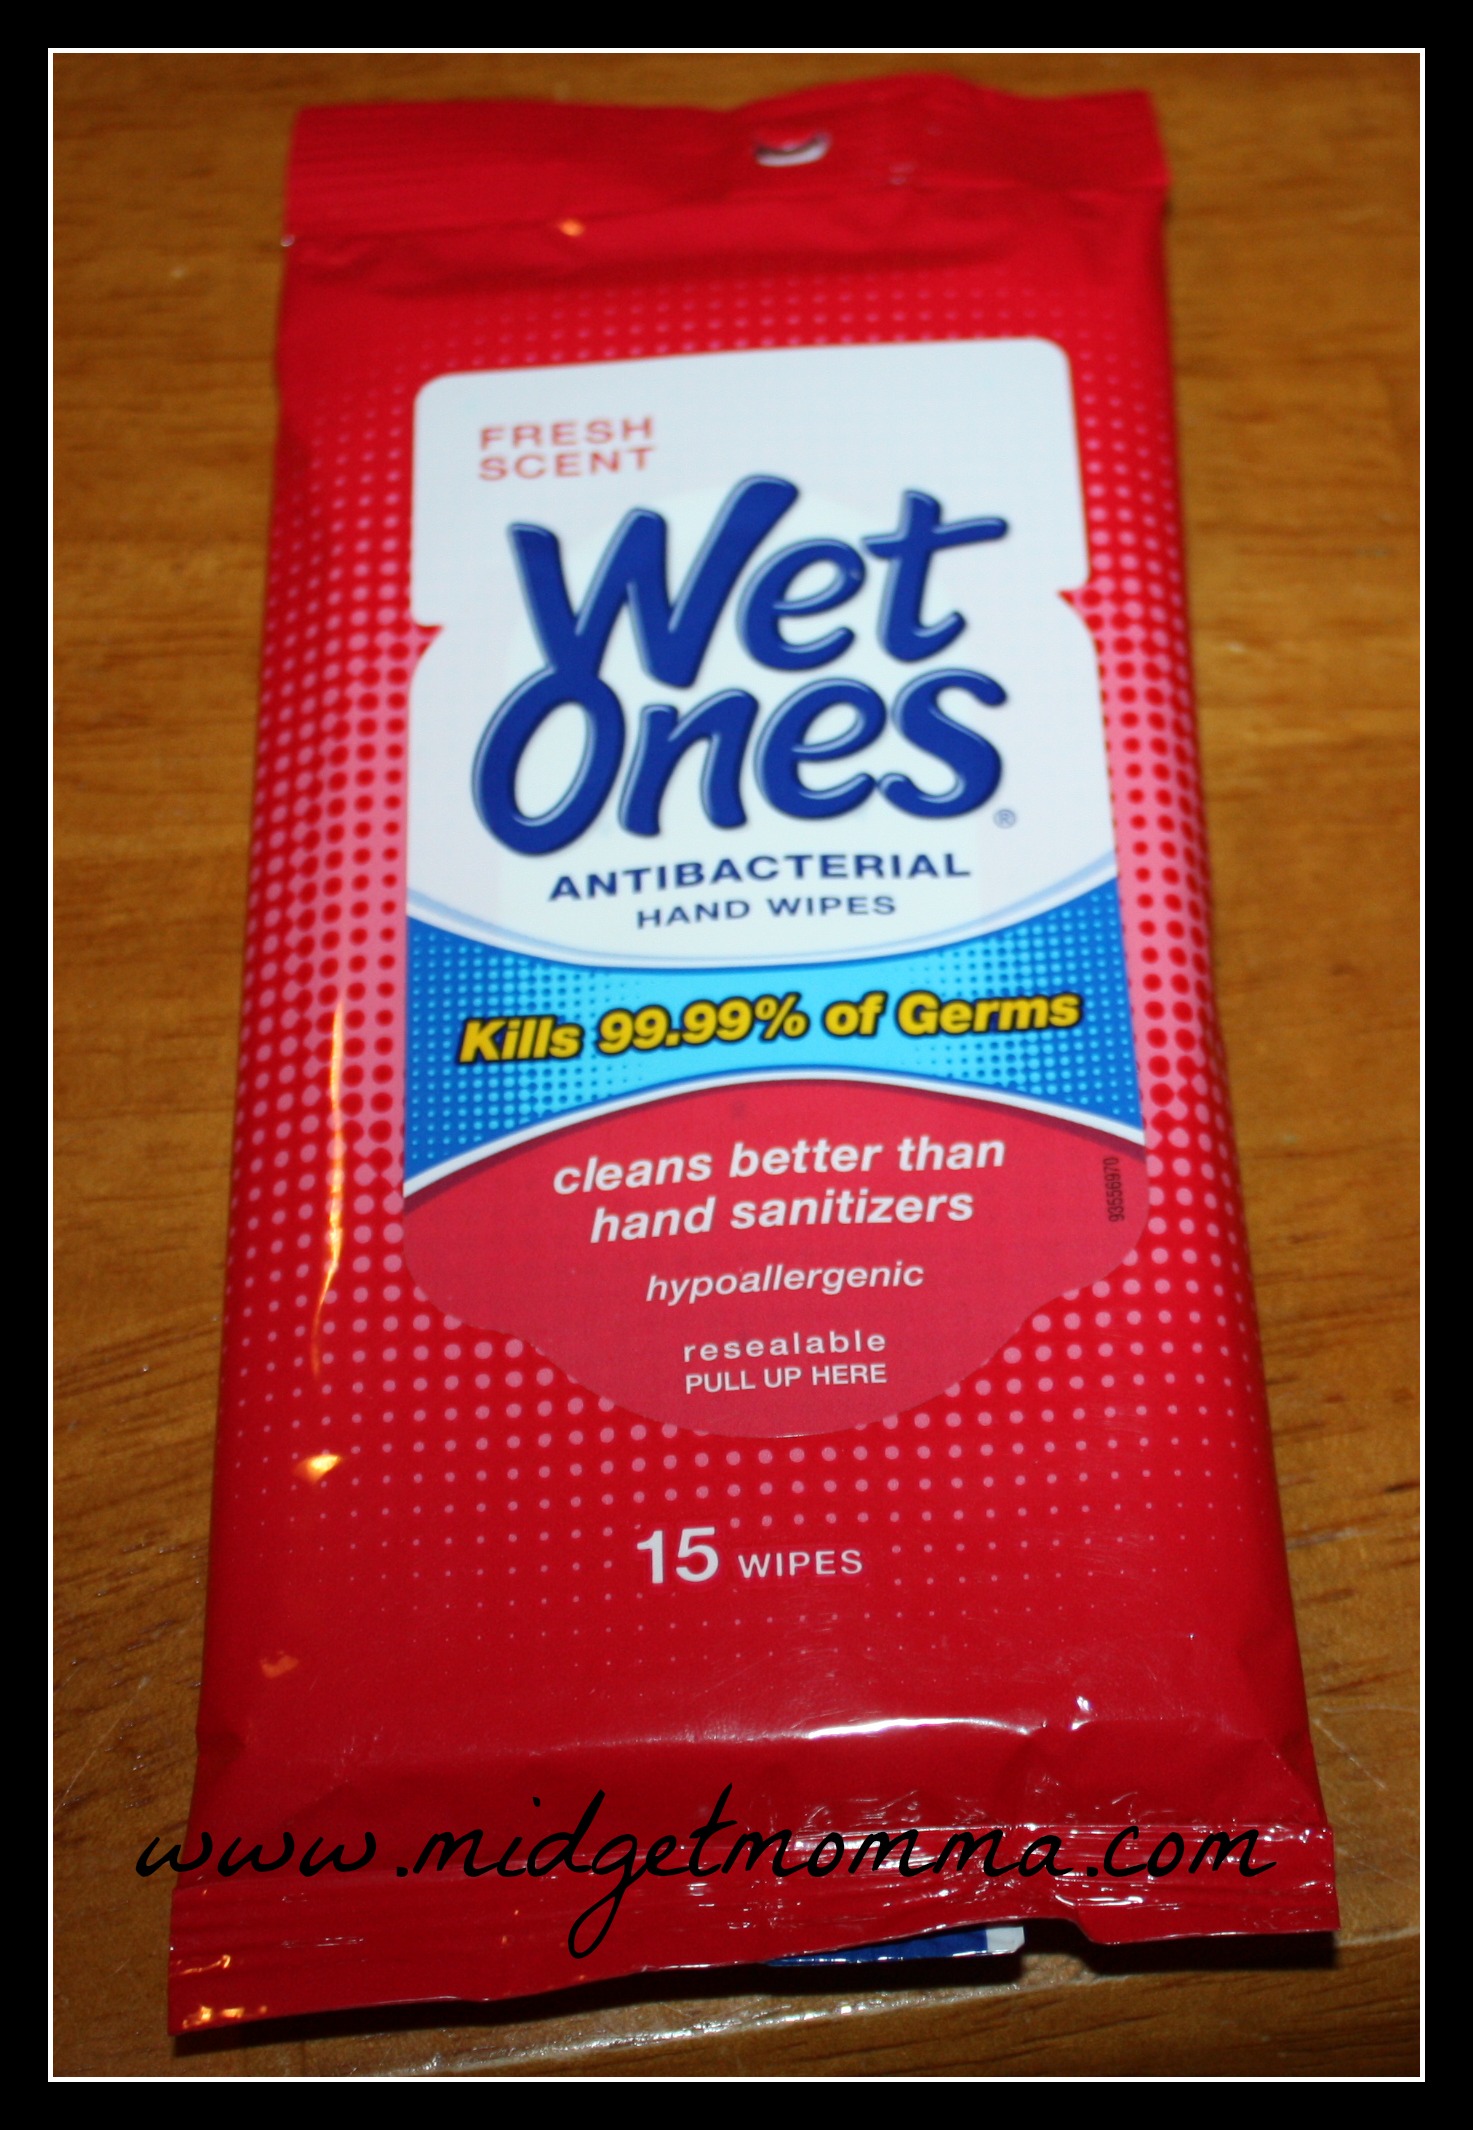 FRESH
SCENT
Wet
Ones®
ANTIBACTERIAL
HAND WIPES
Kills 99.99% of Germs
cleans better than
hand sanitizers
93556970
hypoallergenic
resealable
PULL UP HERE
15 WIPES
www.midgetmomma.com